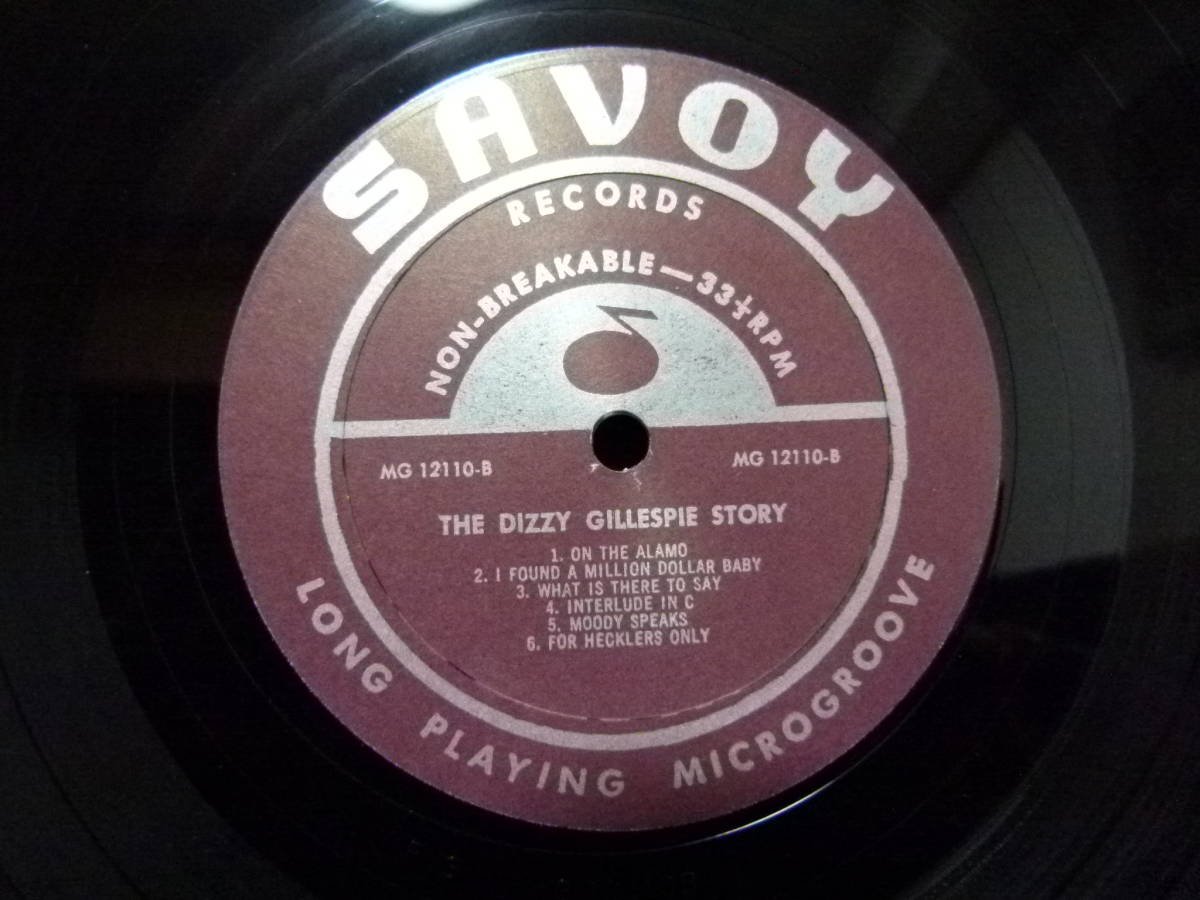 SAVOY
RECORDS
NON-BREAKABLE—33⅓RPM
MG 12110-B
MG 12110-B
THE DIZZY GILLESPIE STORY
1. ON THE ALAMO
2. I FOUND A MILLION DOLLAR BABY
3. WHAT IS THERE TO SAY
4. INTERLUDE IN C
5. MOODY SPEAKS
6. FOR HECKLERS ONLY
LONG PLAYING MICROGROOVE